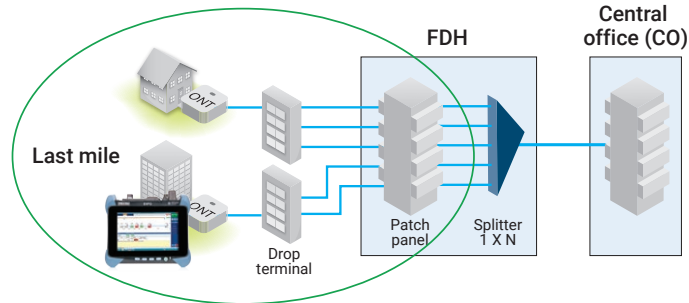 Central
office (CO)
FDH
ONT
Last mile
ONT
Drop
terminal
Patch
panel
Splitter
1 X N